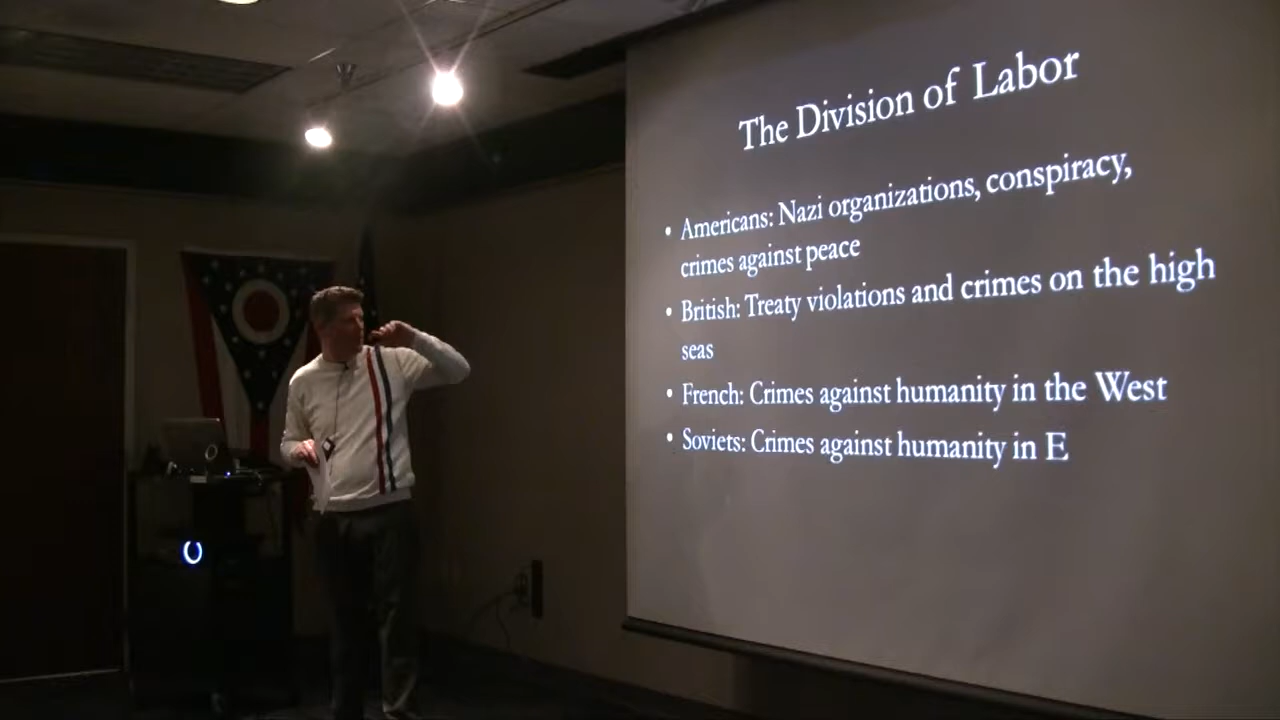 The Division of Labor
• Americans: Nazi organizations, conspiracy,
crimes against peace
• British: Treaty violations and crimes on the high
seas
• French: Crimes against humanity in the West
• Soviets: Crimes against humanity in E